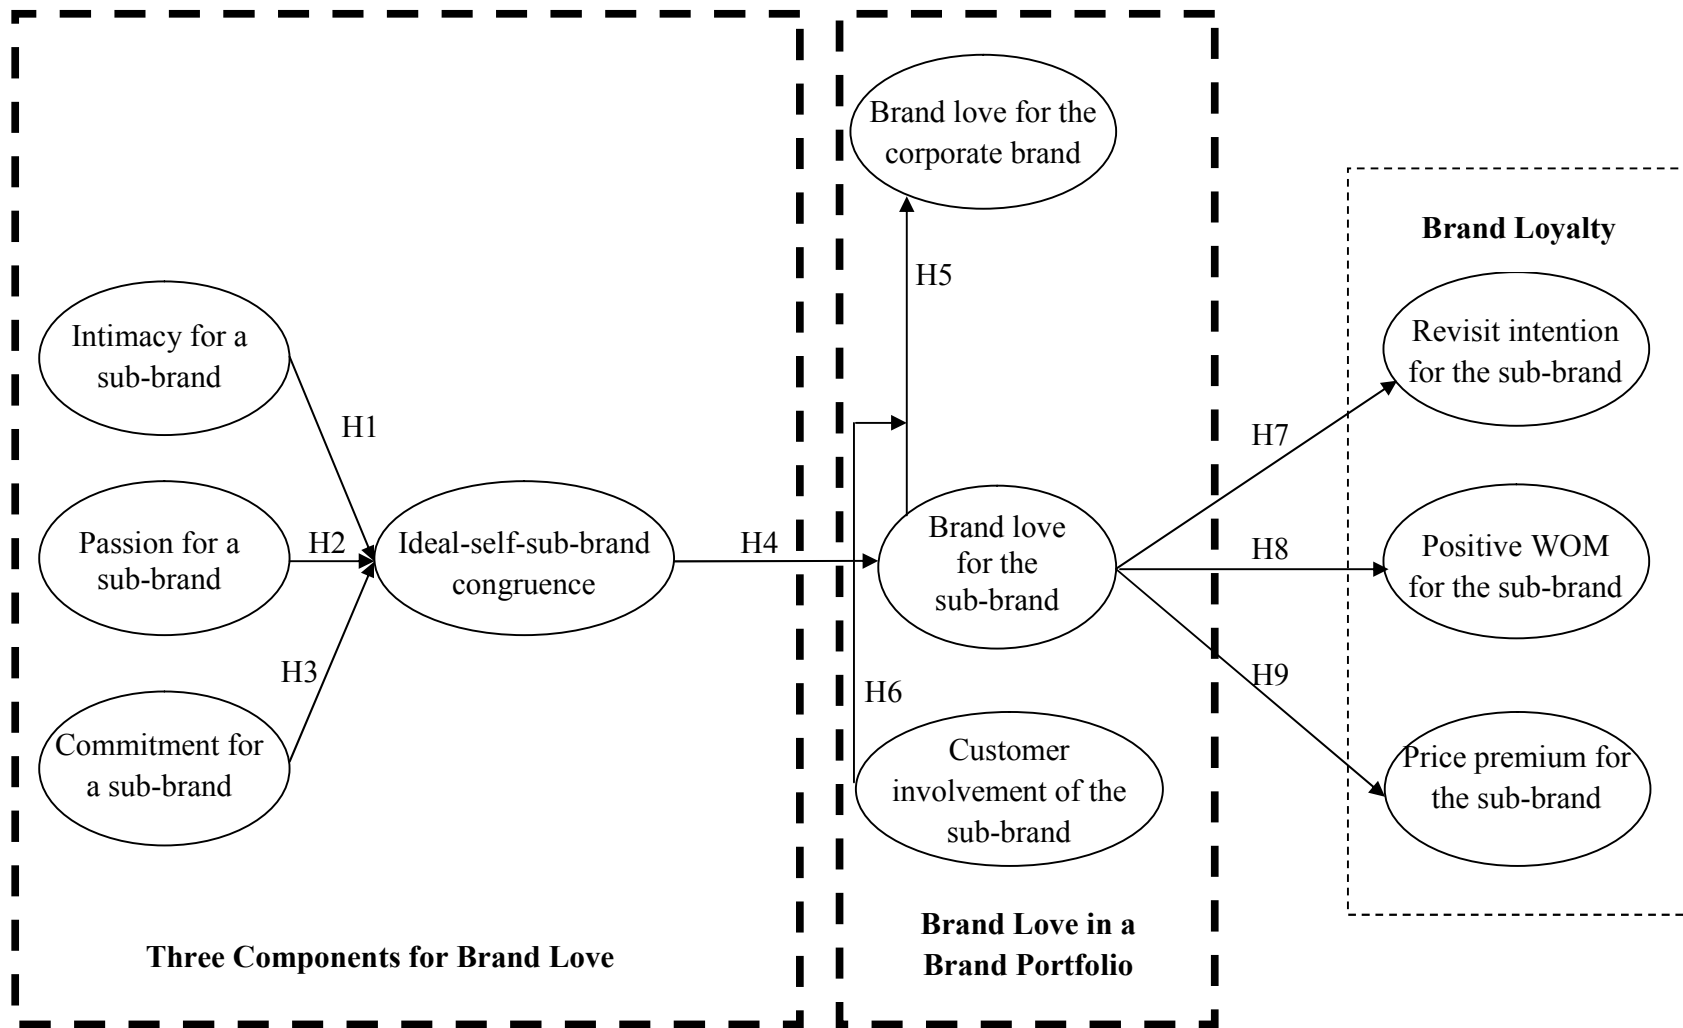 Intimacy for a
sub-brand
H1
Passion for a
sub-brand
H2
Commitment for
a sub-brand
H3
Ideal-self-sub-brand
congruence
H4
Three Components for Brand Love
Brand love for the
corporate brand
H5
Brand love
for the
sub-brand
H6
Customer
involvement of the
sub-brand
Brand Love in a
Brand Portfolio
H7
H8
H9
Brand Loyalty
Revisit intention
for the sub-brand
Positive WOM
for the sub-brand
Price premium for
the sub-brand